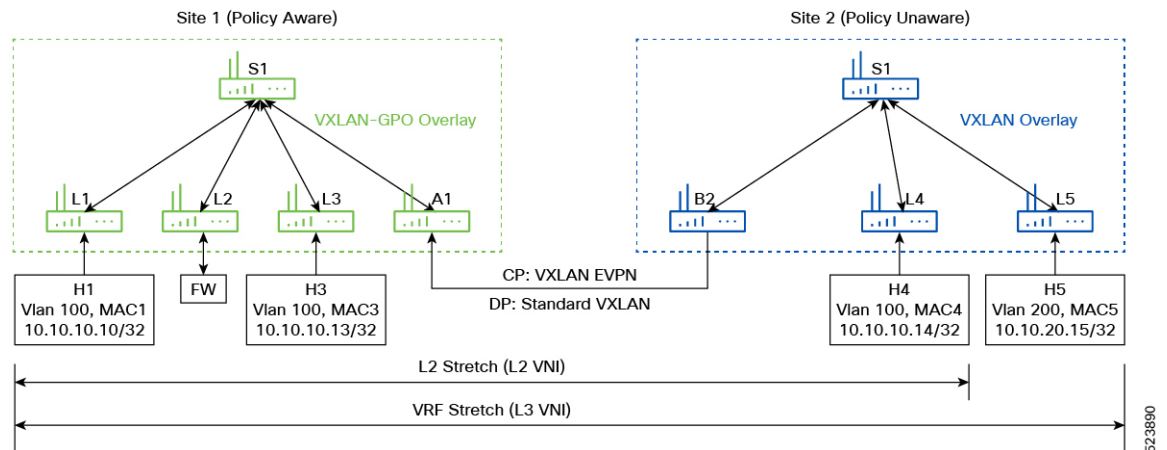 Site 1 (Policy Aware)
Site 2 (Policy Unaware)
S1
VXLAN-GPO Overlay
L1
L2
L3
A1
S1
VXLAN Overlay
B2
L4
L5
H1
Vlan 100, MAC1
10.10.10.10/32
FW
H3
Vlan 100, MAC3
10.10.10.13/32
CP: VXLAN EVPN
DP: Standard VXLAN
H4
Vlan 100, MAC4
10.10.10.14/32
H5
Vlan 200, MAC5
10.10.20.15/32
L2 Stretch (L2 VNI)
VRF Stretch (L3 VNI)
523890